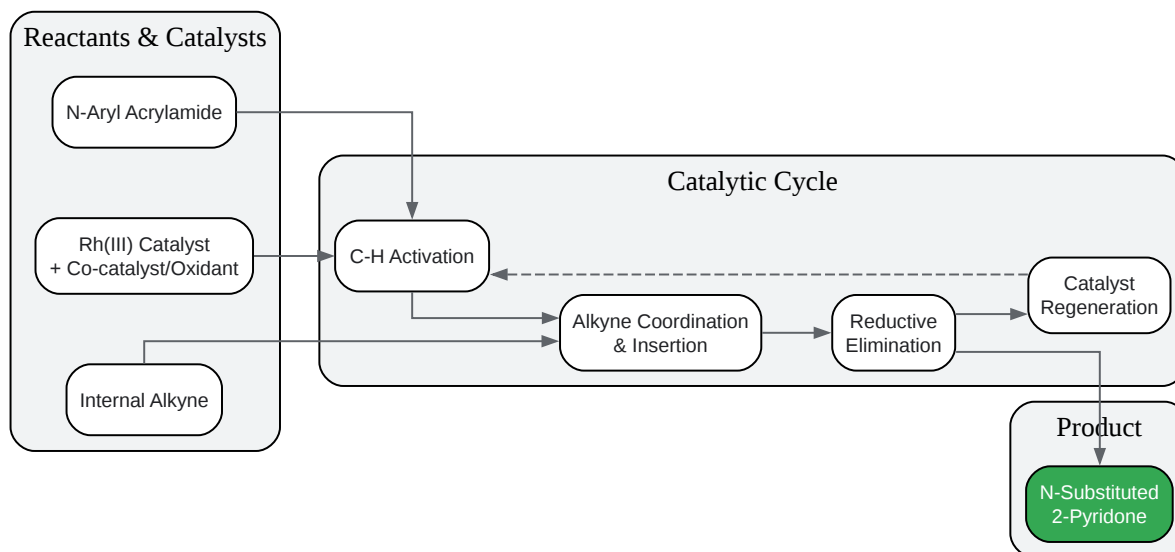 Reactants & Catalysts
N-Aryl Acrylamide
Rh(III) Catalyst
+ Co-catalyst/Oxidant
Internal Alkyne
Catalytic Cycle
C-H Activation
Alkyne Coordination
& Insertion
Reductive
Elimination
Catalyst
Regeneration
Product
N-Substituted
2-Pyridone